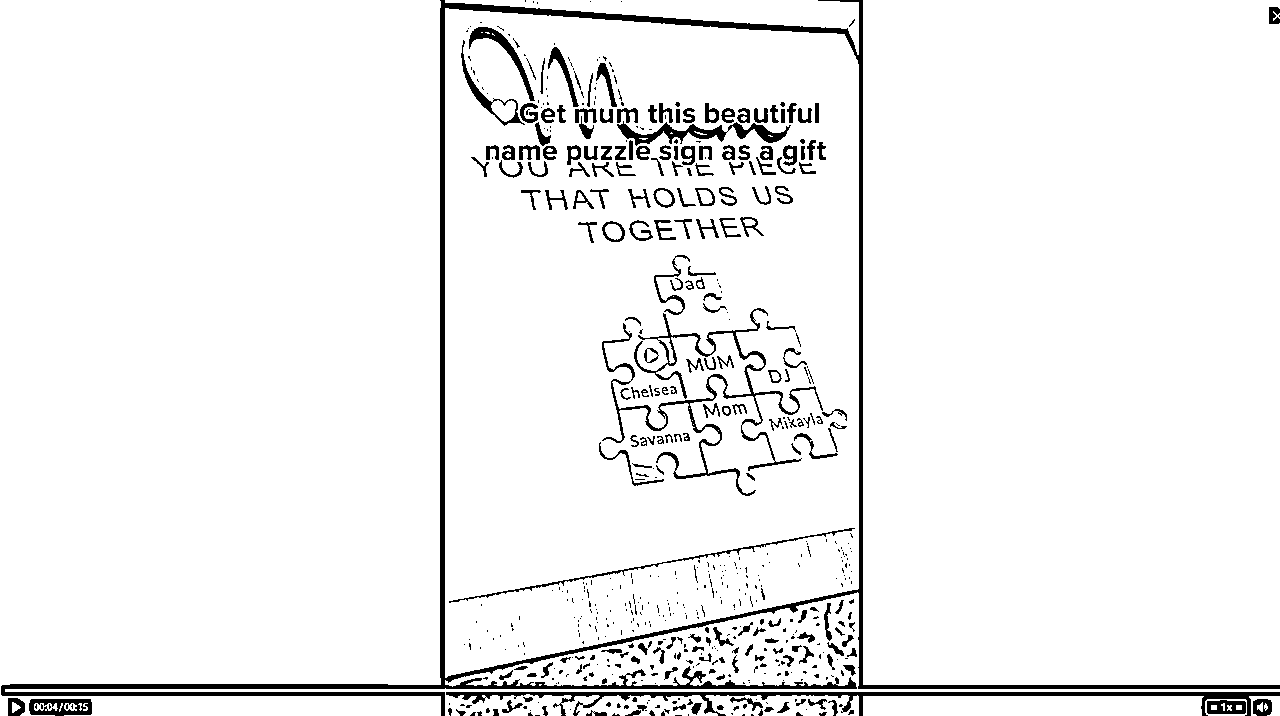 Get mum this beautiful
name puzzle sign as a gift
YOU ARE THE PIECE
THAT HOLDS US
TOGETHER
Dad
MUM
DJ
Chelsea
Mom
Mikayla
Savanna
00:04/00:15
1x